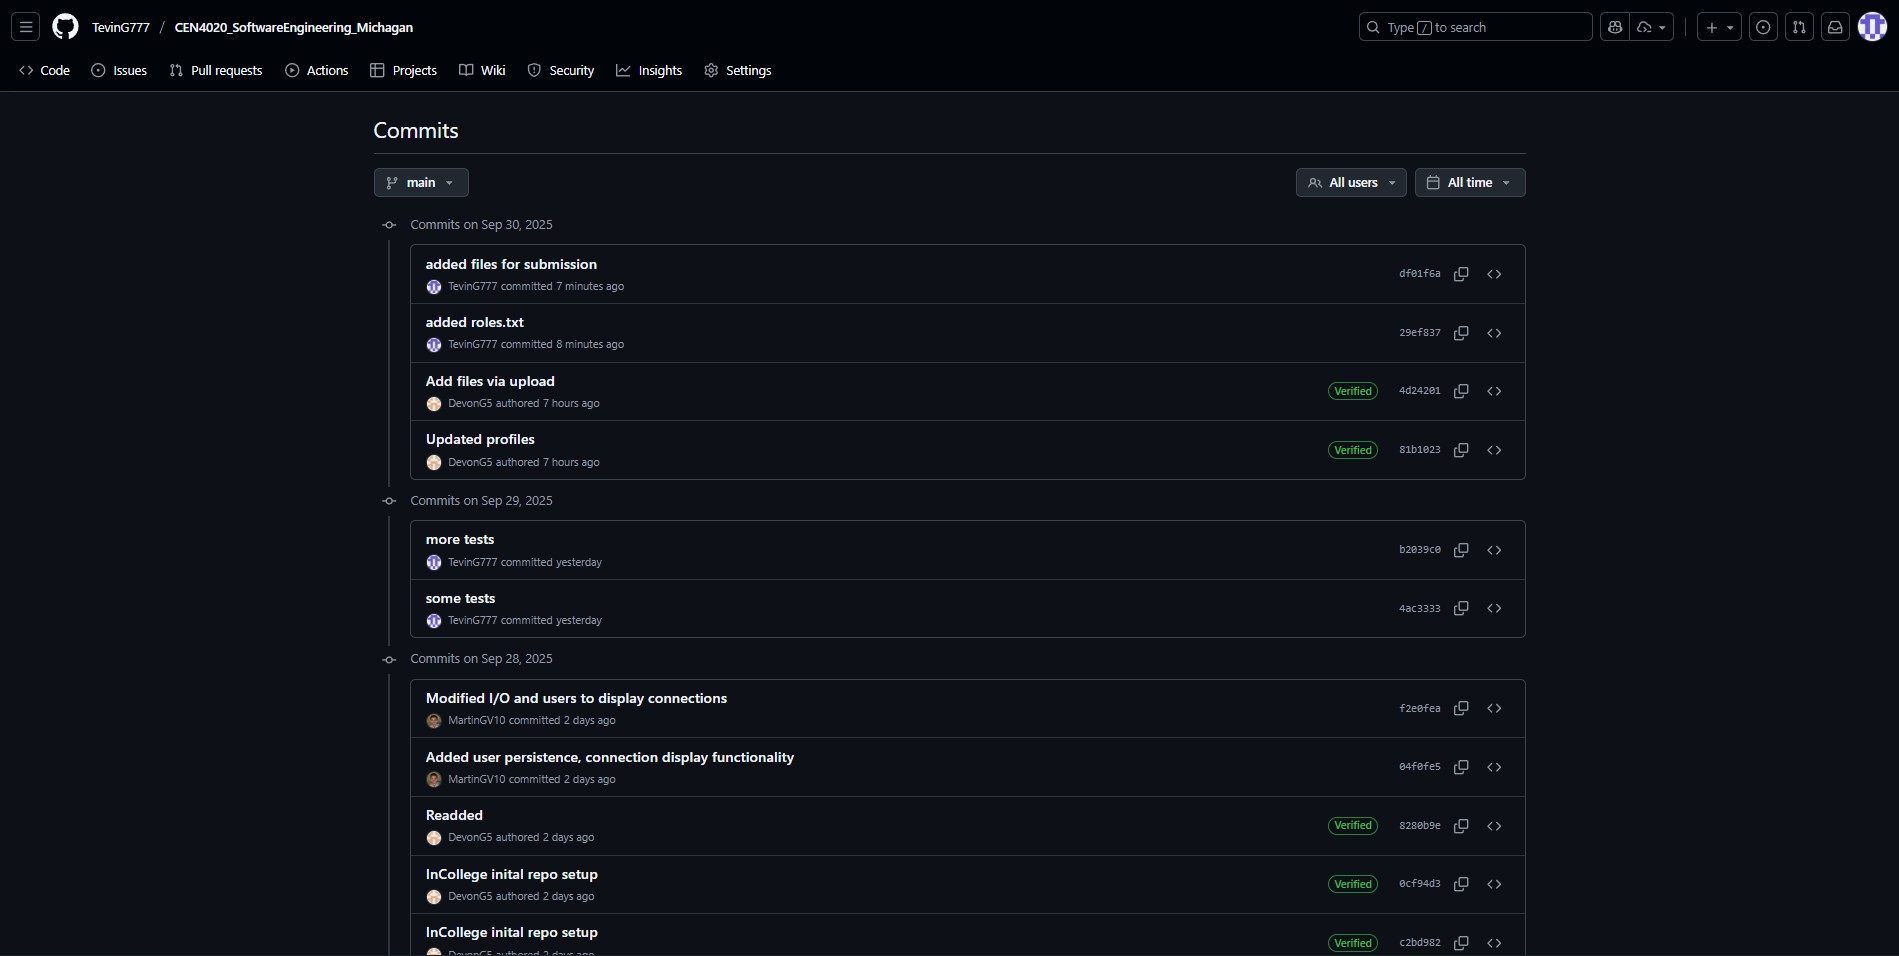 TevinG777 / CEN4020_SoftwareEngineering_Michagan
Type / to search
Code Issues Pull requests Actions Projects Wiki Security Insights Settings
Commits
main
All users All time
Commits on Sep 30, 2025
added files for submission
TevinG777 committed 7 minutes ago
df01f6a
added roles.txt
TevinG777 committed 8 minutes ago
29ef837
Add files via upload
DevonG5 authored 7 hours ago
Verified 4d24201
Updated profiles
DevonG5 authored 7 hours ago
Verified 81b1023
Commits on Sep 29, 2025
more tests
TevinG777 committed yesterday
b2039c0
some tests
TevinG777 committed yesterday
4ac3333
Commits on Sep 28, 2025
Modified I/O and users to display connections
MartinGV10 committed 2 days ago
f2e0fea
Added user persistence, connection display functionality
MartinGV10 committed 2 days ago
04f0fe5
Readded
DevonG5 authored 2 days ago
Verified 8280b9e
InCollege inital repo setup
DevonG5 authored 2 days ago
Verified 0cf94d3
InCollege inital repo setup
DevonG5 authored 2 days ago
Verified c2bd982